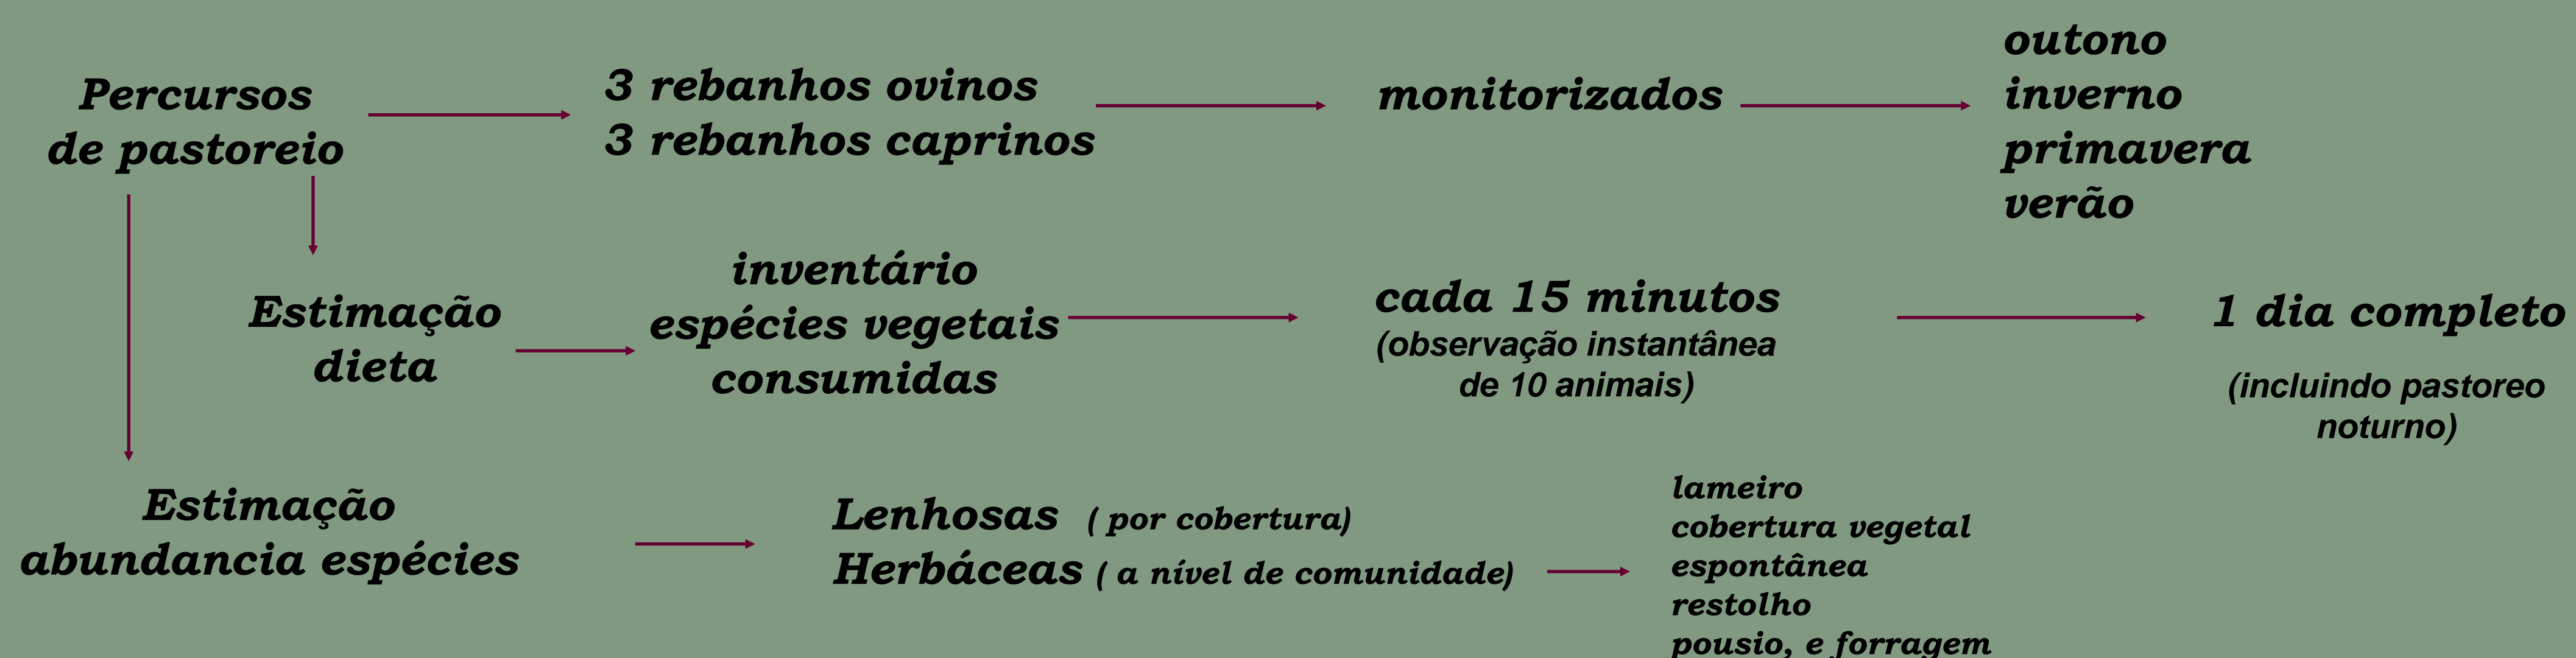 Percursos
de pastoreio
3 rebanhos ovinos
3 rebanhos caprinos
monitorizados
outono
inverno
primavera
verão
Estimação
dieta
inventário
espécies vegetais
consumidas
cada 15 minutos
(observação instantânea
de 10 animais)
1 dia completo
(incluindo pastoreo
noturno)
Estimação
abundancia espécies
Lenhosas ( por cobertura)
Herbáceas ( a nível de comunidade)
lameiro
cobertura vegetal
espontânea
restolho
pousio, e forragem